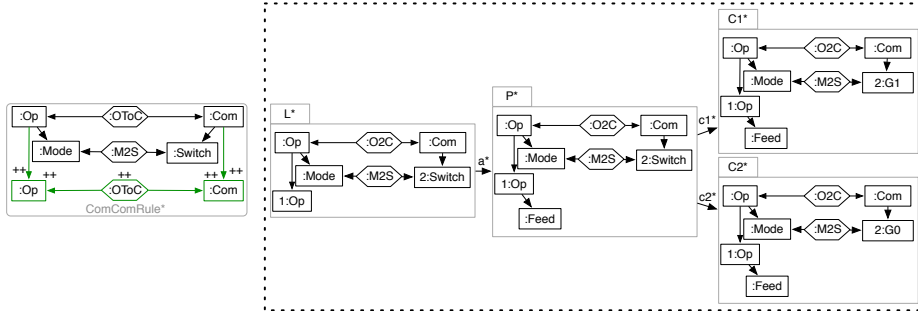 :Op :OToC :Com
:Mode :M2S :Switch
++ ++ ++ ++ ++
:Op :OToC :Com
ComComRule*
L*
:Op :O2C :Com
:Mode :M2S 2:Switch
1:Op
a*
P*
:Op :O2C :Com
:Mode :M2S 2:Switch
1:Op
:Feed
c1*
c2*
C1*
:Op :O2C :Com
:Mode :M2S 2:G1
1:Op
:Feed
C2*
:Op :O2C :Com
:Mode :M2S 2:G0
1:Op
:Feed